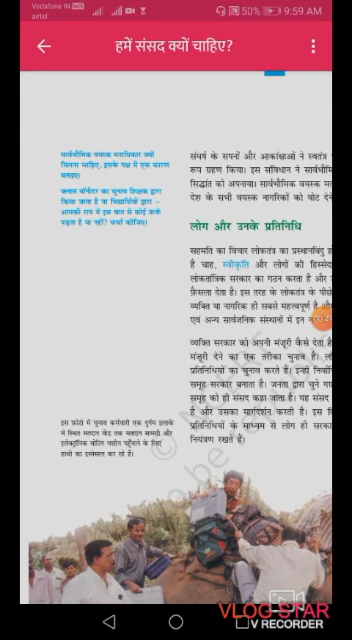 Vodafone IN
airtel
50%
9:59 AM
हमें संसद क्यों चाहिए?
सार्वभौमिक वयस्क मताधिकार क्यों
मिलना चाहिए, इसके पक्ष में एक कारण
बताइए।
क्लास मॉनीटर का चुनाव शिक्षक द्वारा
किया जाता है या विद्यार्थियों द्वारा –
आपकी राय में इस बात से कोई फ़र्क
पड़ता है या नहीं? चर्चा कीजिए।
संघर्ष के सपनों और आकांक्षाओं ने स्वतंत्र
रूप ग्रहण किया। इस संविधान ने सार्वभौमि
सिद्धांत को अपनाया। सार्वभौमिक वयस्क मत
देश के सभी वयस्क नागरिकों को वोट देने
लोग और उनके प्रतिनिधि
सहमति का विचार लोकतंत्र का प्रस्थानबिंदु ह
है चाह, स्वीकृति और लोगों की हिस्सेद
लोकतांत्रिक सरकार का गठन करता है और
फ़ैसला देता है। इस तरह के लोकतंत्र के पीछे
व्यक्ति या नागरिक ही सबसे महत्त्वपूर्ण है और
एवं अन्य सार्वजनिक संस्थानों में इन
व्यक्ति सरकार को अपनी मंज़ूरी कैसे देता है
मंज़ूरी देने का एक तरीका चुनाव है। लो
प्रतिनिधियों का चुनाव करते हैं। इन्हीं निर्वाचि
समूह सरकार बनाता है। जनता द्वारा चुने गए
समूह को ही संसद कहा जाता है। यह संसद
है और उसका मार्गदर्शन करती है। इस
प्रतिनिधियों के माध्यम से लोग ही सरका
नियंत्रण रखते हैं।
इस फ़ोटो में चुनाव कर्मचारी एक दुर्गम इलाके
में स्थित मतदान केंद्र तक मतदान सामग्री और
इलेक्ट्रॉनिक वोटिंग मशीन पहुँचाने के लिए
हाथी का इस्तेमाल कर रहे हैं।
VLOG STAR
V RECORDER